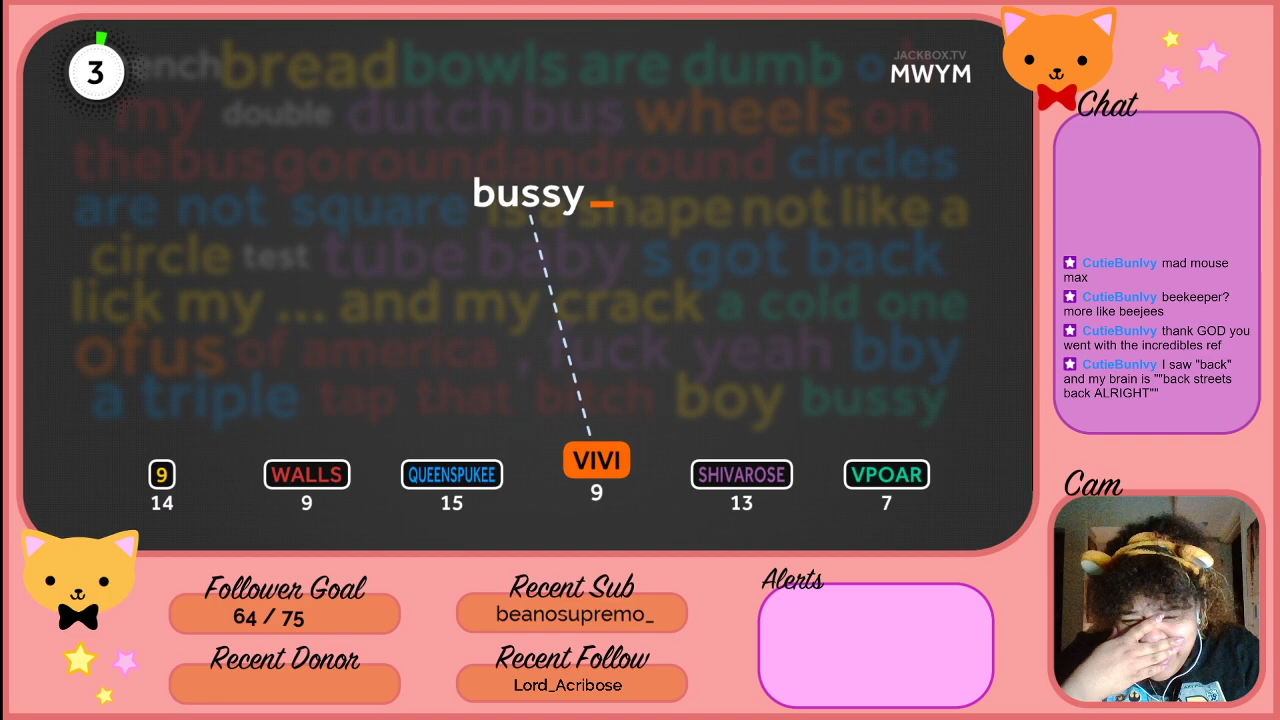 3
JACKBOX.TV
MWYM
bread bowls are dumb
my double dutch bus wheels on
the bus go round and round circles
are not square is a shape not like a
circle test tube baby s got back
lick my ... and my crack a cold one
of us of america , fuck yeah bby
a triple tap that bitch boy bussy
bussy _
9 WALLS QUEENSPUKEE VIVI SHIVAROSE VPOAR
14 9 15 9 13 7
Chat
CutieBunIvy mad mouse
max
CutieBunIvy beekeeper?
more like beejees
CutieBunIvy thank GOD you
went with the incredibles ref
CutieBunIvy I saw "back"
and my brain is ""back streets
back ALRIGHT""
Cam
Follower Goal
64 / 75
Recent Sub
beanosupremo_
Alerts
Recent Donor
Recent Follow
Lord_Acribose